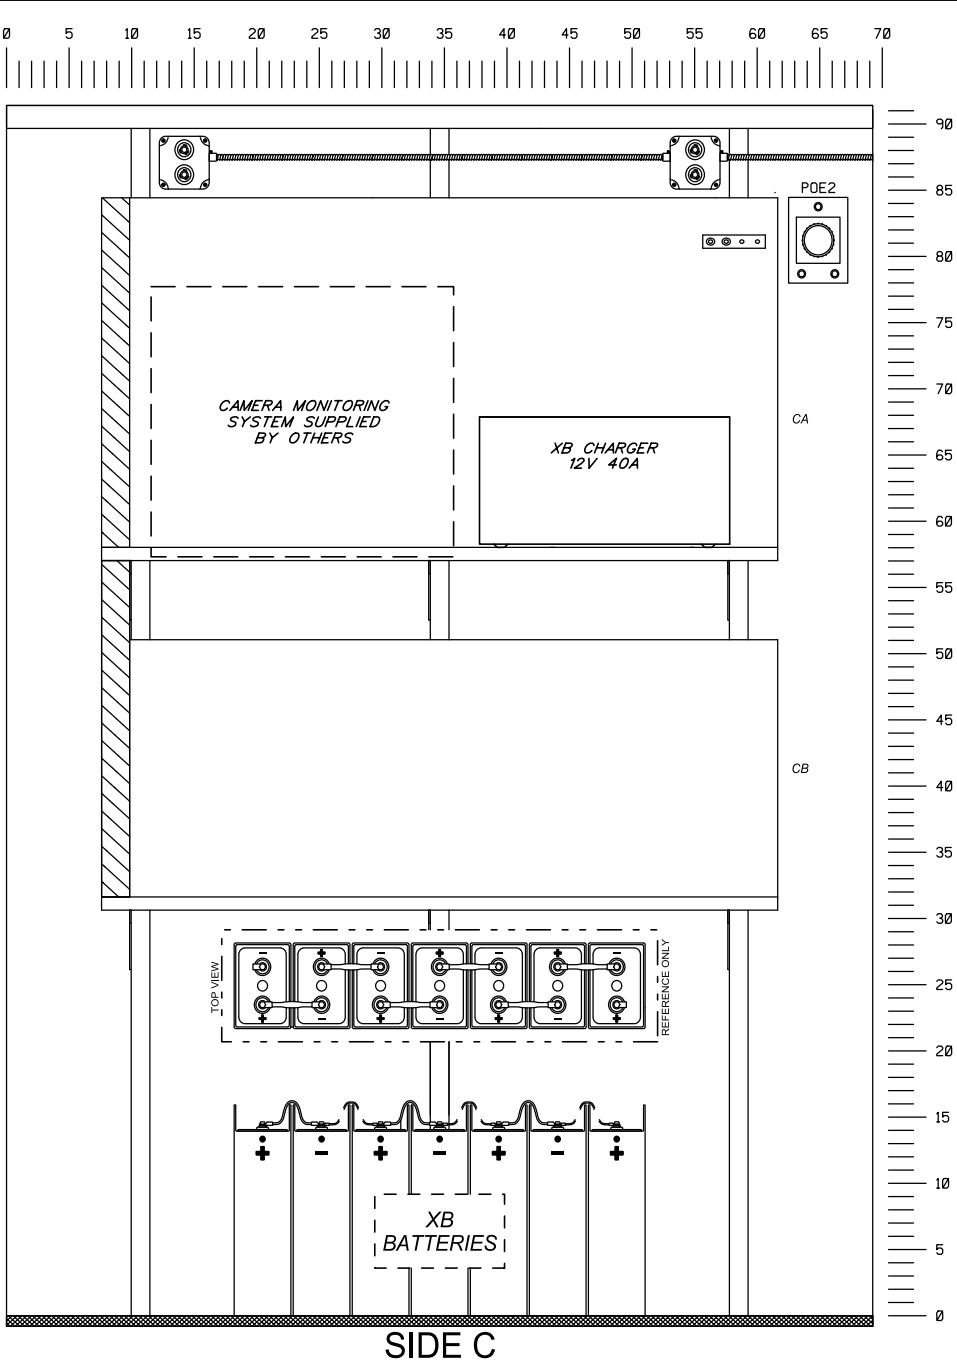 0 5 10 15 20 25 30 35 40 45 50 55 60 65 70
90
POE2
85
80
75
70
CAMERA MONITORING
SYSTEM SUPPLIED
BY OTHERS
CA
XB CHARGER
12V 40A
65
60
55
50
45
CB
40
35
30
TOP VIEW
REFERENCE ONLY
- + - + - + -
+ - + - + - +
25
20
15
+ - + - + - +
10
XB
BATTERIES
5
0
SIDE C